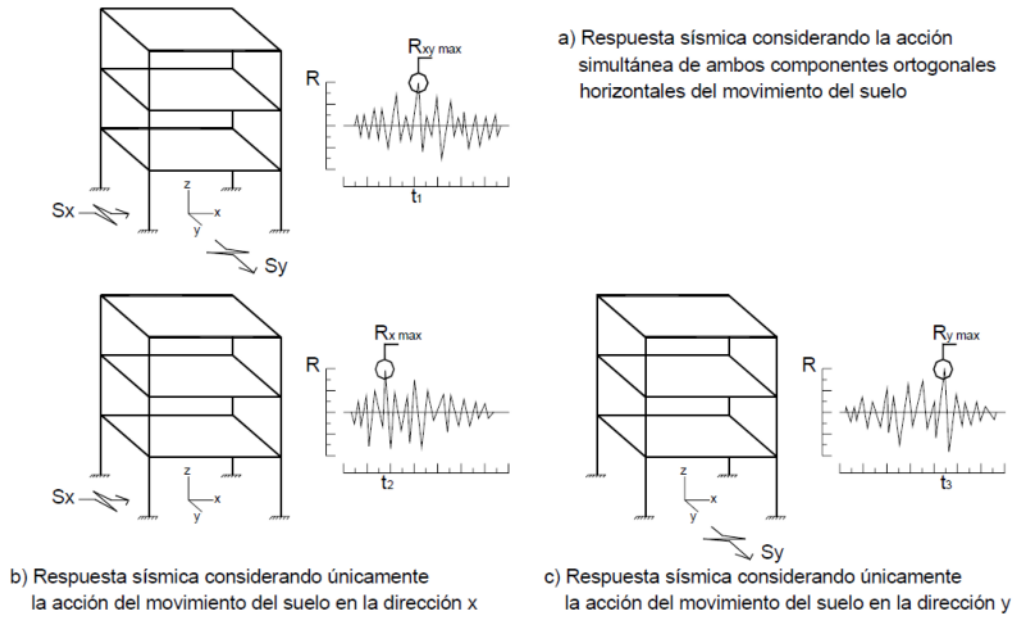 a) Respuesta sísmica considerando la acción
simultánea de ambos componentes ortogonales
horizontales del movimiento del suelo
Rxy max
R
t1
z
x
y
Sx
Sy
Rx max
R
t2
z
x
y
Sx
Ry max
R
t3
z
x
y
Sy
b) Respuesta sísmica considerando únicamente
la acción del movimiento del suelo en la dirección x
c) Respuesta sísmica considerando únicamente
la acción del movimiento del suelo en la dirección y